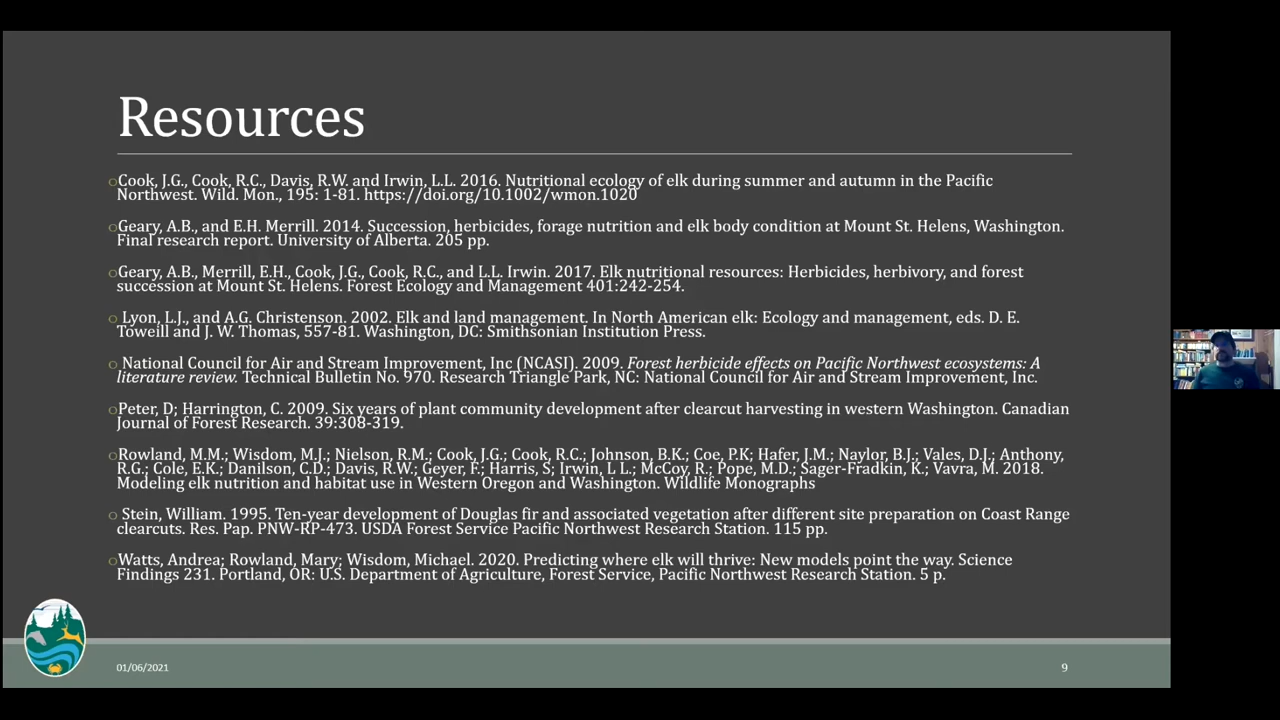 Resources
oCook, J.G., Cook, R.C., Davis, R.W. and Irwin, L.L. 2016. Nutritional ecology of elk during summer and autumn in the Pacific
Northwest. Wild. Mon., 195: 1-81. https://doi.org/10.1002/wmon.1020
oGeary, A.B., and E.H. Merrill. 2014. Succession, herbicides, forage nutrition and elk body condition at Mount St. Helens, Washington.
Final research report. University of Alberta. 205 pp.
oGeary, A.B., Merrill, E.H., Cook, J.G., Cook, R.C., and L.L. Irwin. 2017. Elk nutritional resources: Herbicides, herbivory, and forest
succession at Mount St. Helens. Forest Ecology and Management 401:242-254.
o Lyon, L.J., and A.G. Christenson. 2002. Elk and land management. In North American elk: Ecology and management, eds. D. E.
Toweill and J. W. Thomas, 557-81. Washington, DC: Smithsonian Institution Press.
o National Council for Air and Stream Improvement, Inc (NCASI). 2009. Forest herbicide effects on Pacific Northwest ecosystems: A
literature review. Technical Bulletin No. 970. Research Triangle Park, NC: National Council for Air and Stream Improvement, Inc.
oPeter, D; Harrington, C. 2009. Six years of plant community development after clearcut harvesting in western Washington. Canadian
Journal of Forest Research. 39:308-319.
oRowland, M.M.; Wisdom, M.J.; Nielson, R.M.; Cook, J.G.; Cook, R.C.; Johnson, B.K.; Coe, P.K; Hafer, J.M.; Naylor, B.J.; Vales, D.J.; Anthony,
R.G.; Cole, E.K.; Danilson, C.D.; Davis, R.W.; Geyer, F.; Harris, S; Irwin, L L.; McCoy, R.; Pope, M.D.; Sager-Fradkin, K.; Vavra, M. 2018.
Modeling elk nutrition and habitat use in Western Oregon and Washington. Wildlife Monographs
o Stein, William. 1995. Ten-year development of Douglas fir and associated vegetation after different site preparation on Coast Range
clearcuts. Res. Pap. PNW-RP-473. USDA Forest Service Pacific Northwest Research Station. 115 pp.
oWatts, Andrea; Rowland, Mary; Wisdom, Michael. 2020. Predicting where elk will thrive: New models point the way. Science
Findings 231. Portland, OR: U.S. Department of Agriculture, Forest Service, Pacific Northwest Research Station. 5 p.
01/06/2021
9